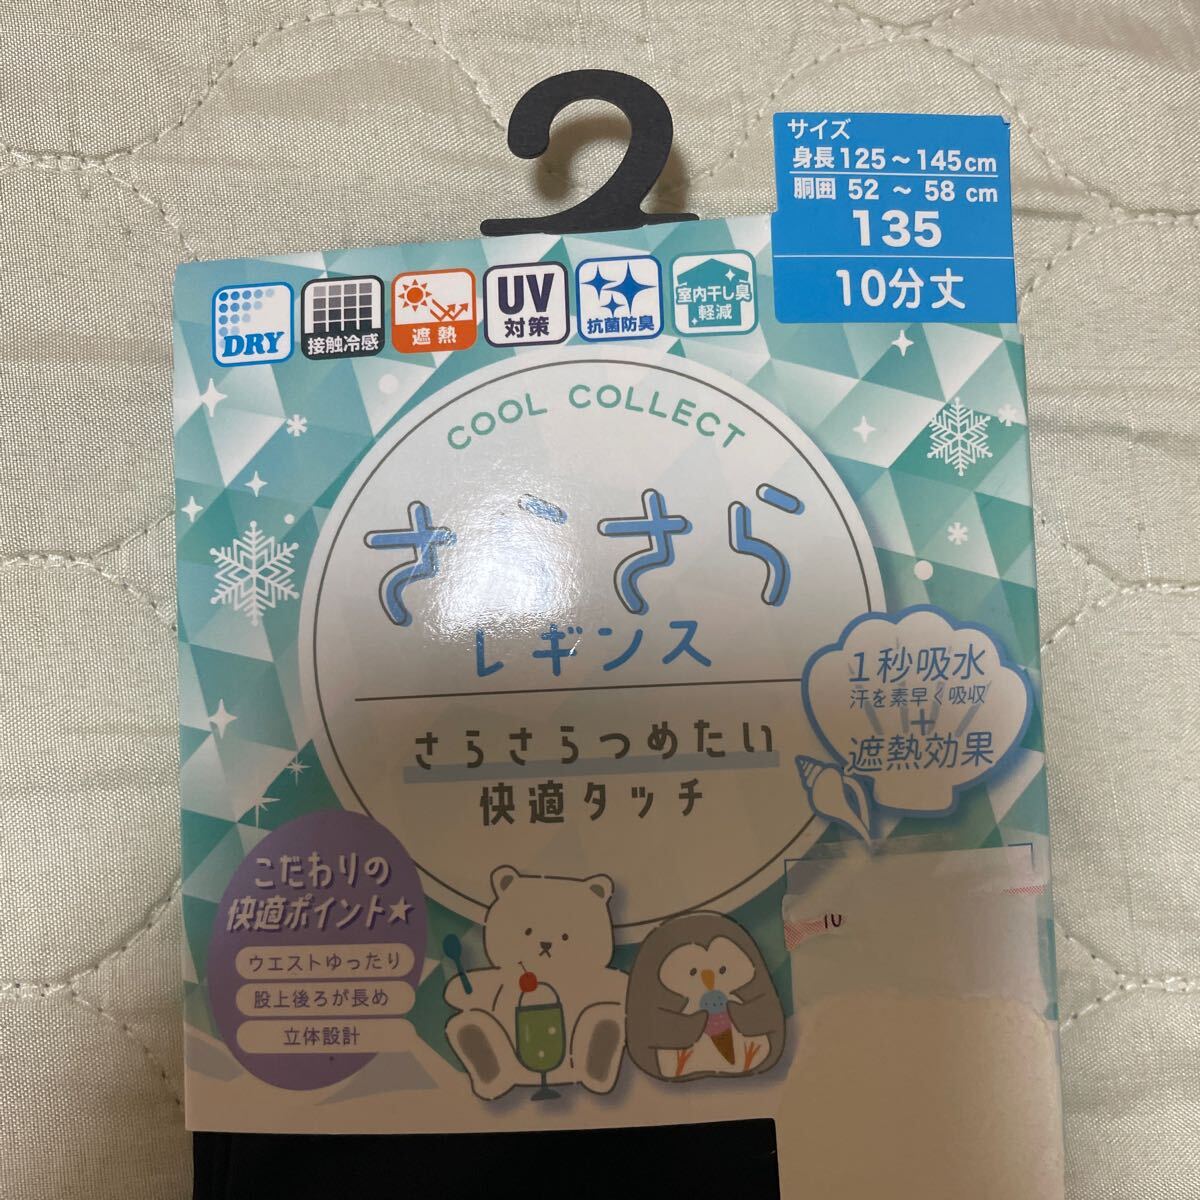 サイズ
身長 125～145cm
胴囲 52 ～ 58 cm
135
10分丈
DRY
接触冷感
遮熱
UV
対策
抗菌防臭
室内干し臭
軽減
COOL COLLECT
さらさら
レギンス
さらさらつめたい
快適タッチ
1秒吸水
汗を素早く吸収
+
遮熱効果
こだわりの
快適ポイント★
ウエストゆったり
股上後ろが長め
立体設計